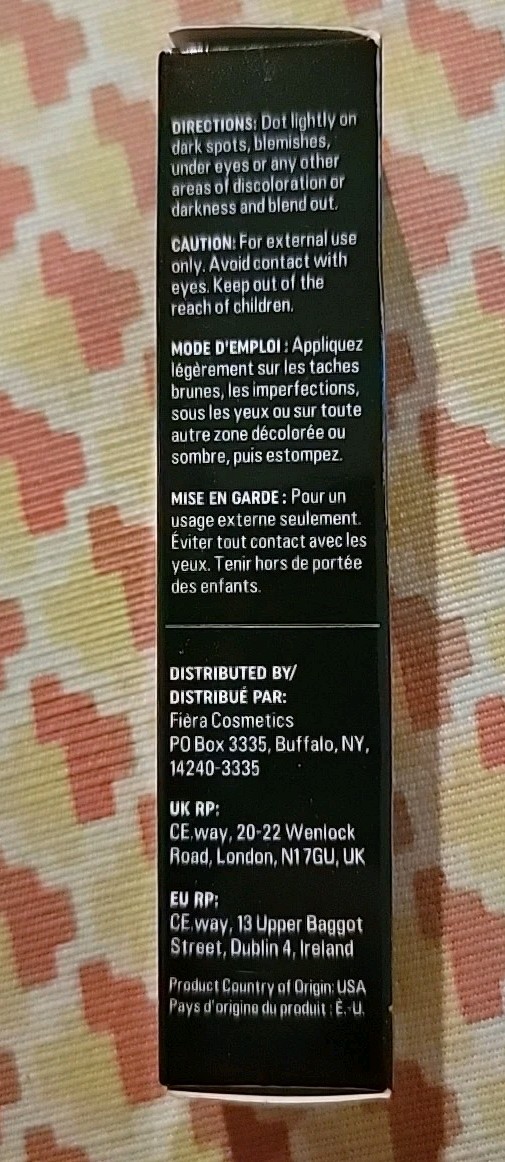 DIRECTIONS: Dot lightly on
dark spots, blemishes,
under eyes or any other
areas of discoloration or
darkness and blend out.
CAUTION: For external use
only. Avoid contact with
eyes. Keep out of the
reach of children.
MODE D'EMPLOI : Appliquez
légèrement sur les taches
brunes, les imperfections,
sous les yeux ou sur toute
autre zone décolorée ou
sombre, puis estompez.
MISE EN GARDE : Pour un
usage externe seulement.
Éviter tout contact avec les
yeux. Tenir hors de portée
des enfants.
DISTRIBUTED BY/
DISTRIBUÉ PAR:
Fièra Cosmetics
PO Box 3335, Buffalo, NY,
14240-3335
UK RP:
CE.way, 20-22 Wenlock
Road, London, N1 7GU, UK
EU RP:
CE.way, 13 Upper Baggot
Street, Dublin 4, Ireland
Product Country of Origin: USA
Pays d'origine du produit : É.-U.